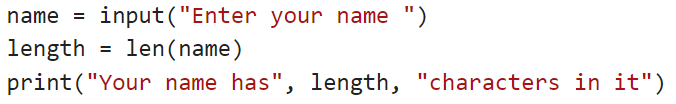 name = input("Enter your name ")
length = len(name)
print("Your name has", length, "characters in it")